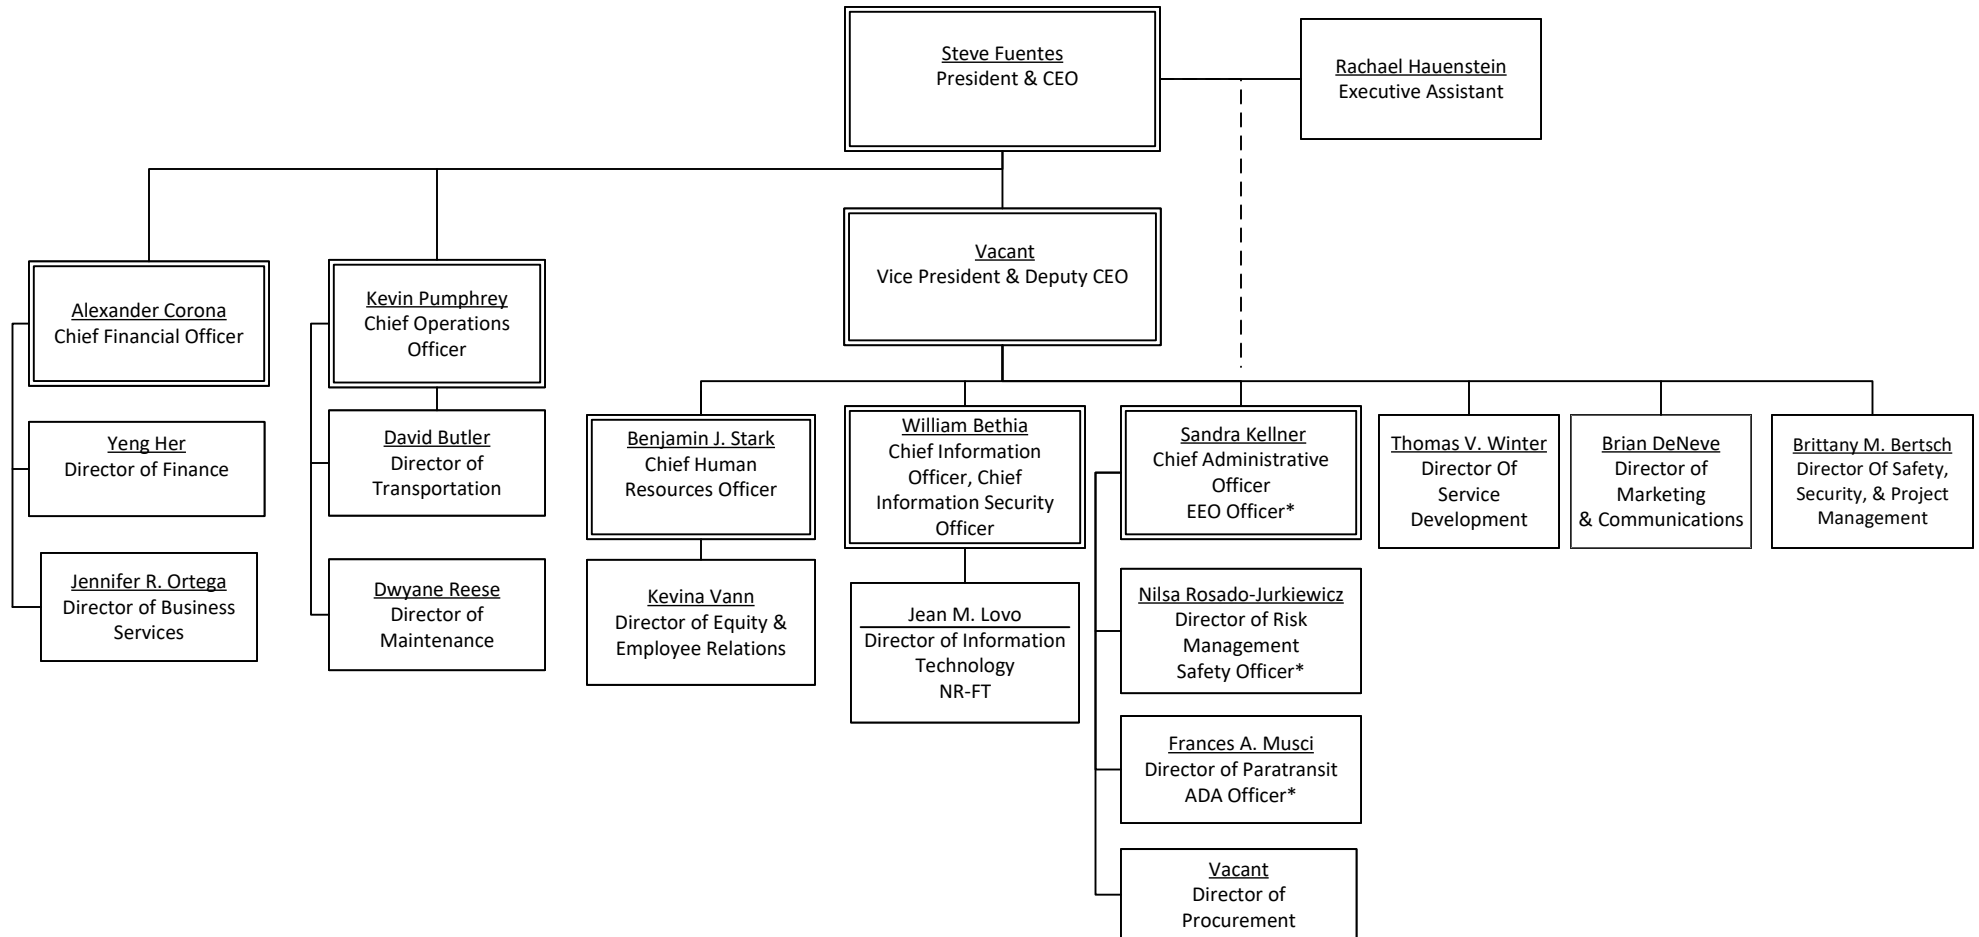 Steve Fuentes
President & CEO
Rachael Hauenstein
Executive Assistant
Vacant
Vice President & Deputy CEO
Alexander Corona
Chief Financial Officer
Kevin Pumphrey
Chief Operations
Officer
Yeng Her
Director of Finance
Jennifer R. Ortega
Director of Business
Services
David Butler
Director of
Transportation
Dwyane Reese
Director of
Maintenance
Benjamin J. Stark
Chief Human
Resources Officer
Kevina Vann
Director of Equity &
Employee Relations
William Bethia
Chief Information
Officer, Chief
Information Security
Officer
Jean M. Lovo
Director of Information
Technology
NR-FT
Sandra Kellner
Chief Administrative
Officer
EEO Officer*
Nilsa Rosado-Jurkiewicz
Director of Risk
Management
Safety Officer*
Frances A. Musci
Director of Paratransit
ADA Officer*
Vacant
Director of
Procurement
Thomas V. Winter
Director Of
Service
Development
Brian DeNeve
Director of
Marketing
& Communications
Brittany M. Bertsch
Director Of Safety,
Security, & Project
Management